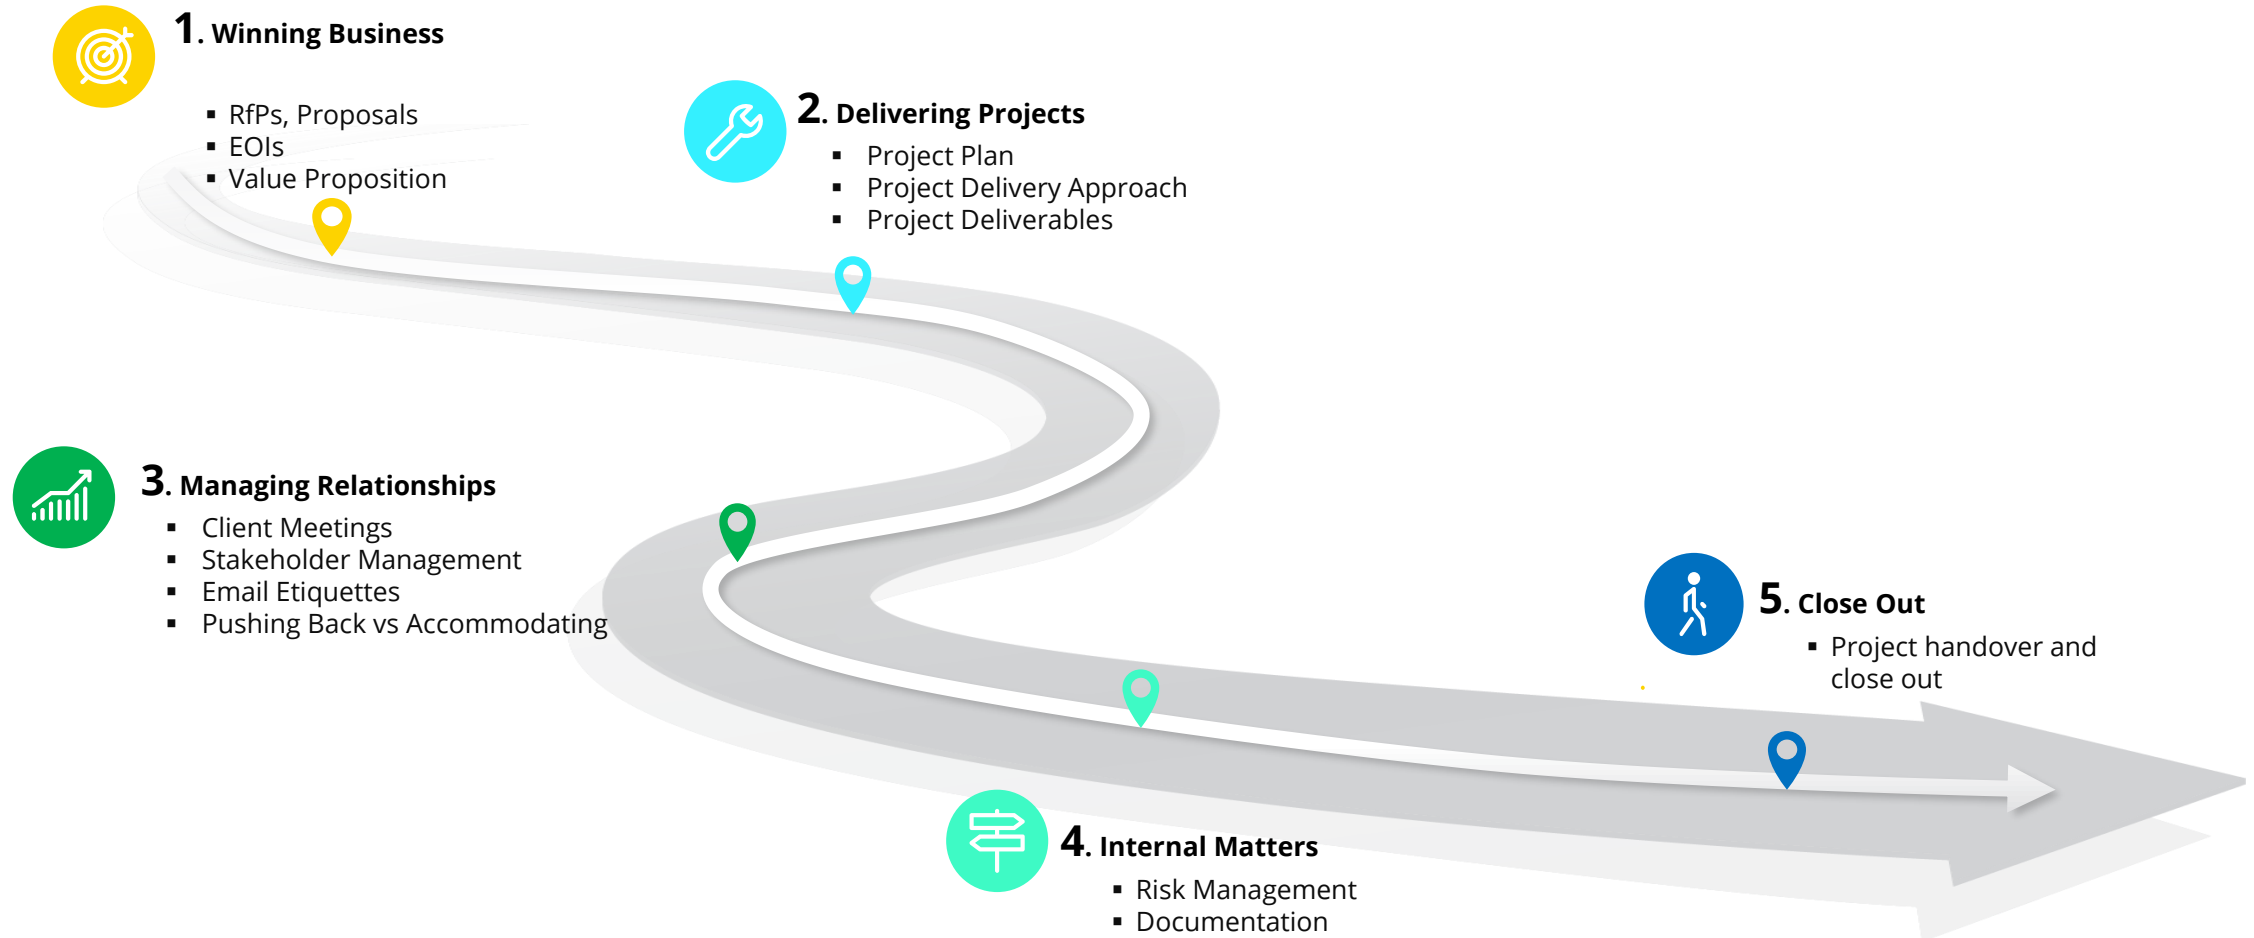 1. Winning Business
▪ RfPs, Proposals
▪ EOIs
▪ Value Proposition
2. Delivering Projects
▪ Project Plan
▪ Project Delivery Approach
▪ Project Deliverables
3. Managing Relationships
▪ Client Meetings
▪ Stakeholder Management
▪ Email Etiquettes
▪ Pushing Back vs Accommodating
4. Internal Matters
▪ Risk Management
▪ Documentation
5. Close Out
▪ Project handover and
close out